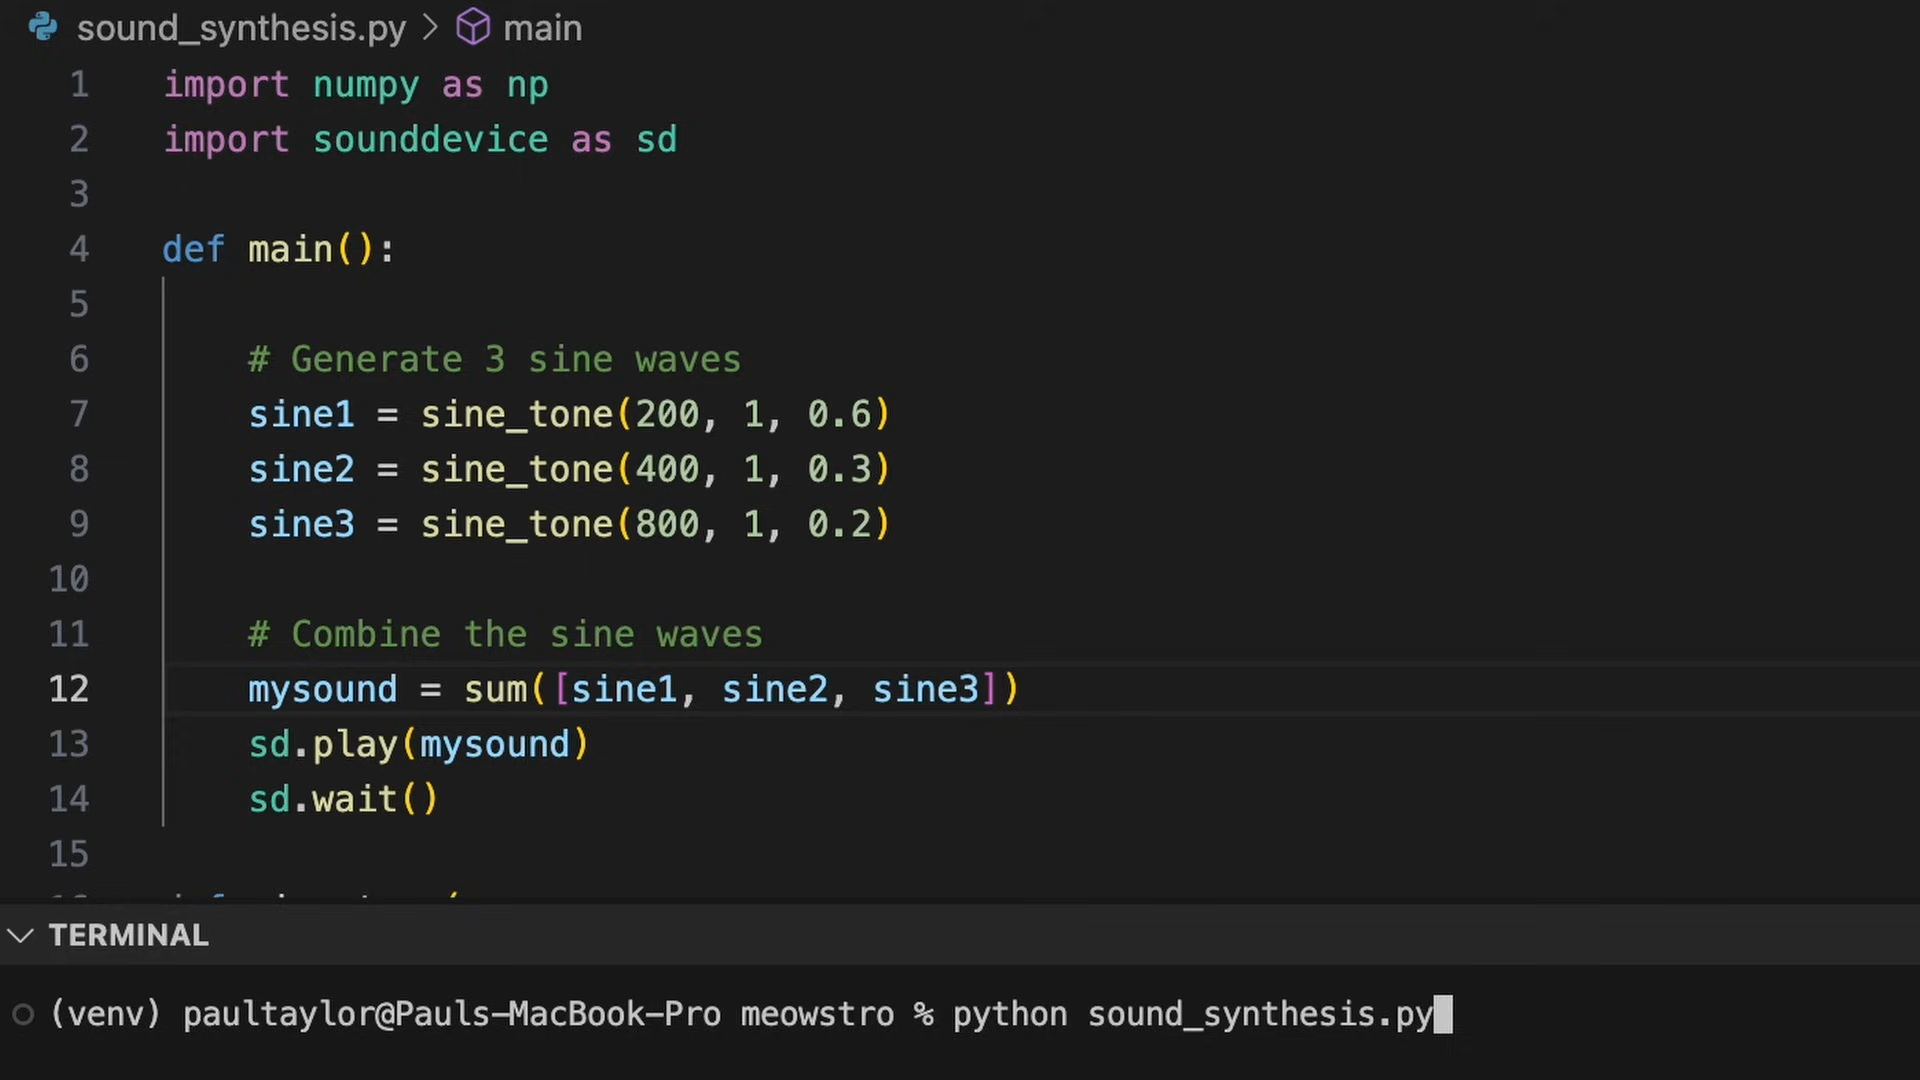 sound_synthesis.py > main
1 import numpy as np
2 import sounddevice as sd
3
4 def main():
5
6     # Generate 3 sine waves
7     sine1 = sine_tone(200, 1, 0.6)
8     sine2 = sine_tone(400, 1, 0.3)
9     sine3 = sine_tone(800, 1, 0.2)
10
11     # Combine the sine waves
12     mysound = sum([sine1, sine2, sine3])
13     sd.play(mysound)
14     sd.wait()
15
TERMINAL
(venv) paultaylor@Pauls-MacBook-Pro meowstro % python sound_synthesis.py